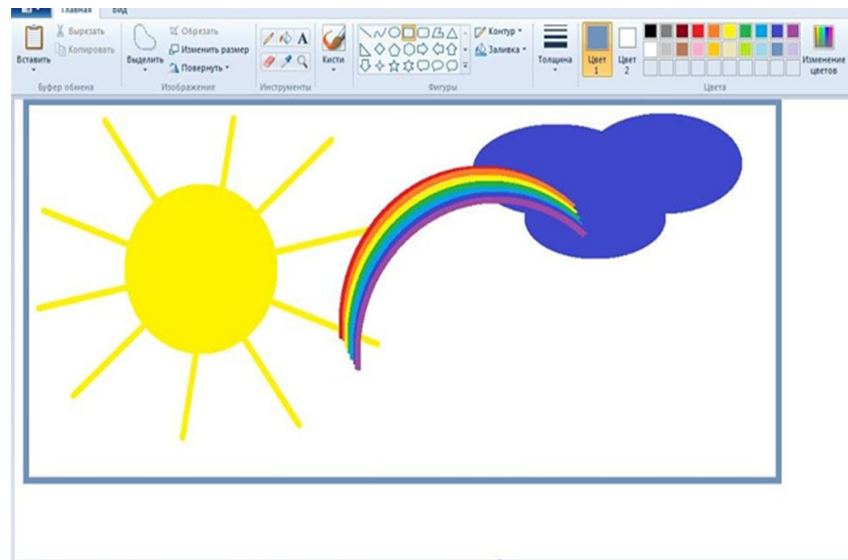 Главная Вид
Вставить
Вырезать
Копировать
Буфер обмена
Выделить
Обрезать
Изменить размер
Повернуть
Изображение
A
Инструменты
Кисти
Фигуры
Контур
Заливка
Толщина
Цвет
1
Цвет
2
Цвета
Изменение
цветов